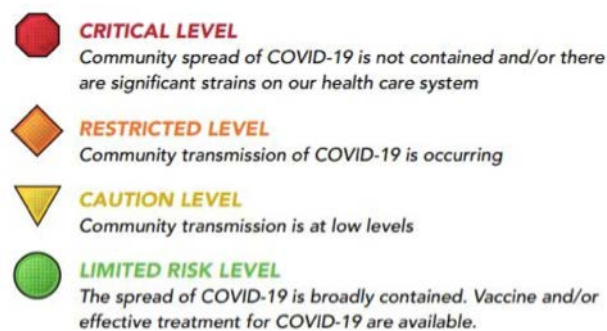 CRITICAL LEVEL
Community spread of COVID-19 is not contained and/or there
are significant strains on our health care system
RESTRICTED LEVEL
Community transmission of COVID-19 is occurring
CAUTION LEVEL
Community transmission is at low levels
LIMITED RISK LEVEL
The spread of COVID-19 is broadly contained. Vaccine and/or
effective treatment for COVID-19 are available.